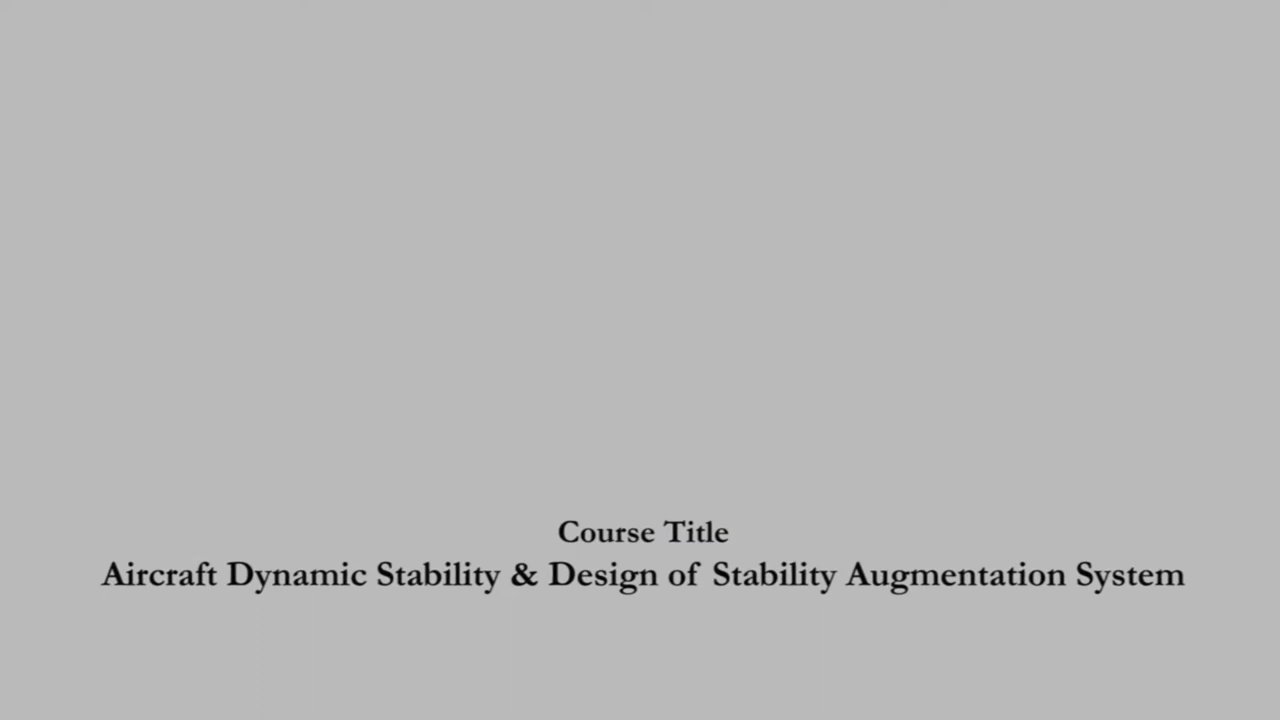 Course Title
Aircraft Dynamic Stability & Design of Stability Augmentation System